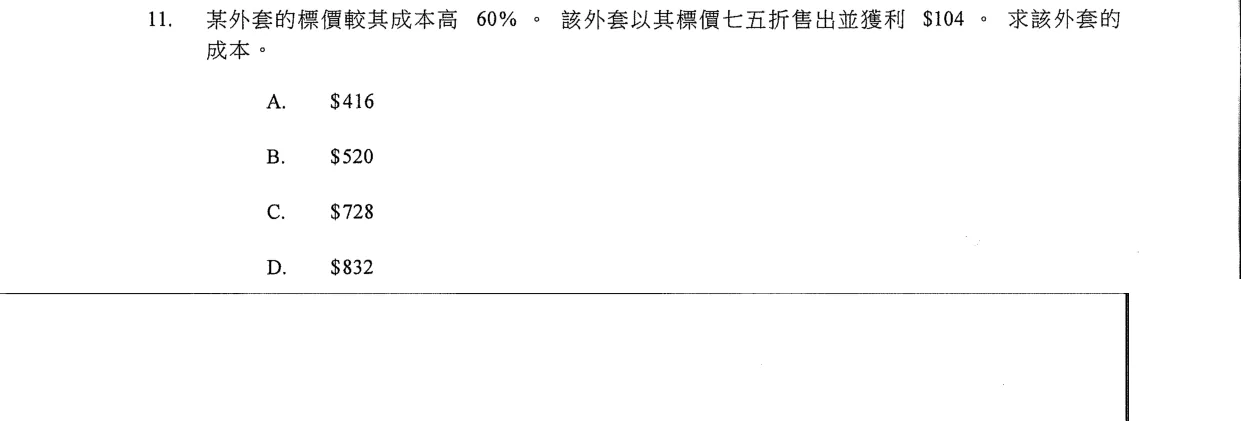 11. 某外套的標價較其成本高 60% 。 該外套以其標價七五折售出並獲利 $104 。 求該外套的
成本。
A. $416
B. $520
C. $728
D. $832